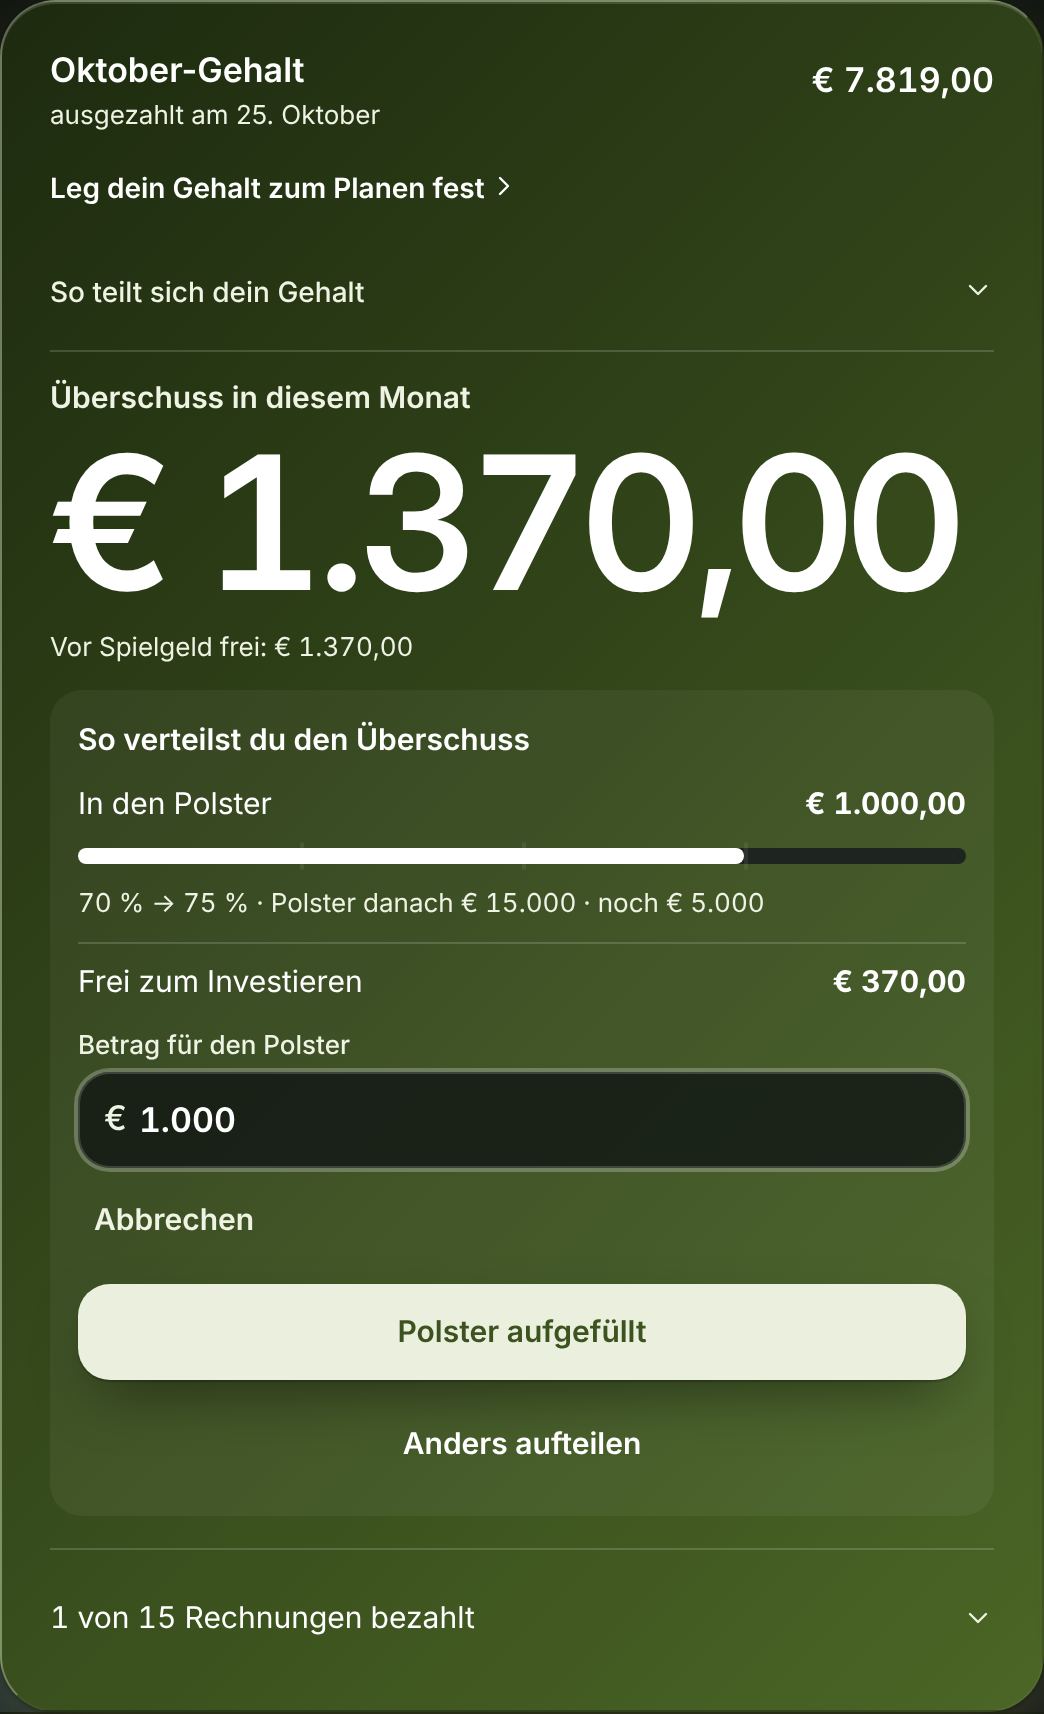 Oktober-Gehalt
€ 7.819,00
ausgezahlt am 25. Oktober
Leg dein Gehalt zum Planen fest
So teilt sich dein Gehalt
Überschuss in diesem Monat
€ 1.370,00
Vor Spielgeld frei: € 1.370,00
So verteilst du den Überschuss
In den Polster € 1.000,00
70 % → 75 % · Polster danach € 15.000 · noch € 5.000
Frei zum Investieren € 370,00
Betrag für den Polster
€ 1.000
Abbrechen
Polster aufgefüllt
Anders aufteilen
1 von 15 Rechnungen bezahlt